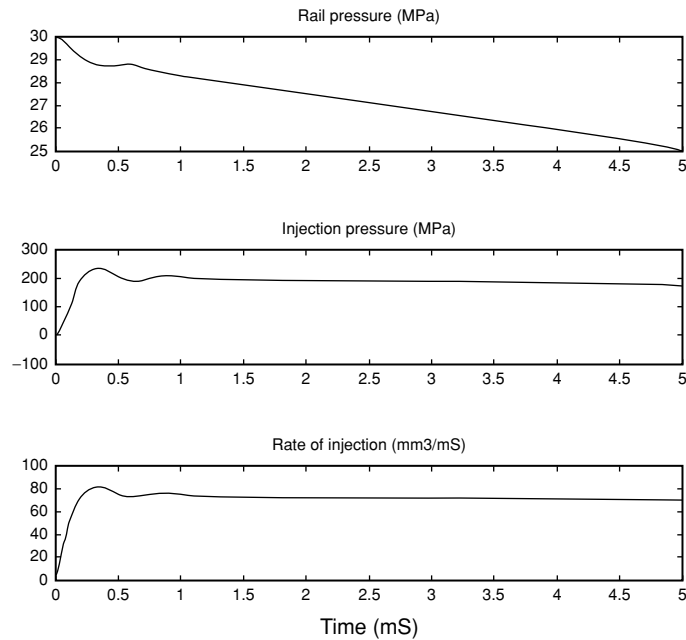 Rail pressure (MPa)
30
29
28
27
26
25
0 0.5 1 1.5 2 2.5 3 3.5 4 4.5 5
Injection pressure (MPa)
300
200
100
0
−100
0 0.5 1 1.5 2 2.5 3 3.5 4 4.5 5
Rate of injection (mm3/mS)
100
80
60
40
20
0
0 0.5 1 1.5 2 2.5 3 3.5 4 4.5 5
Time (mS)